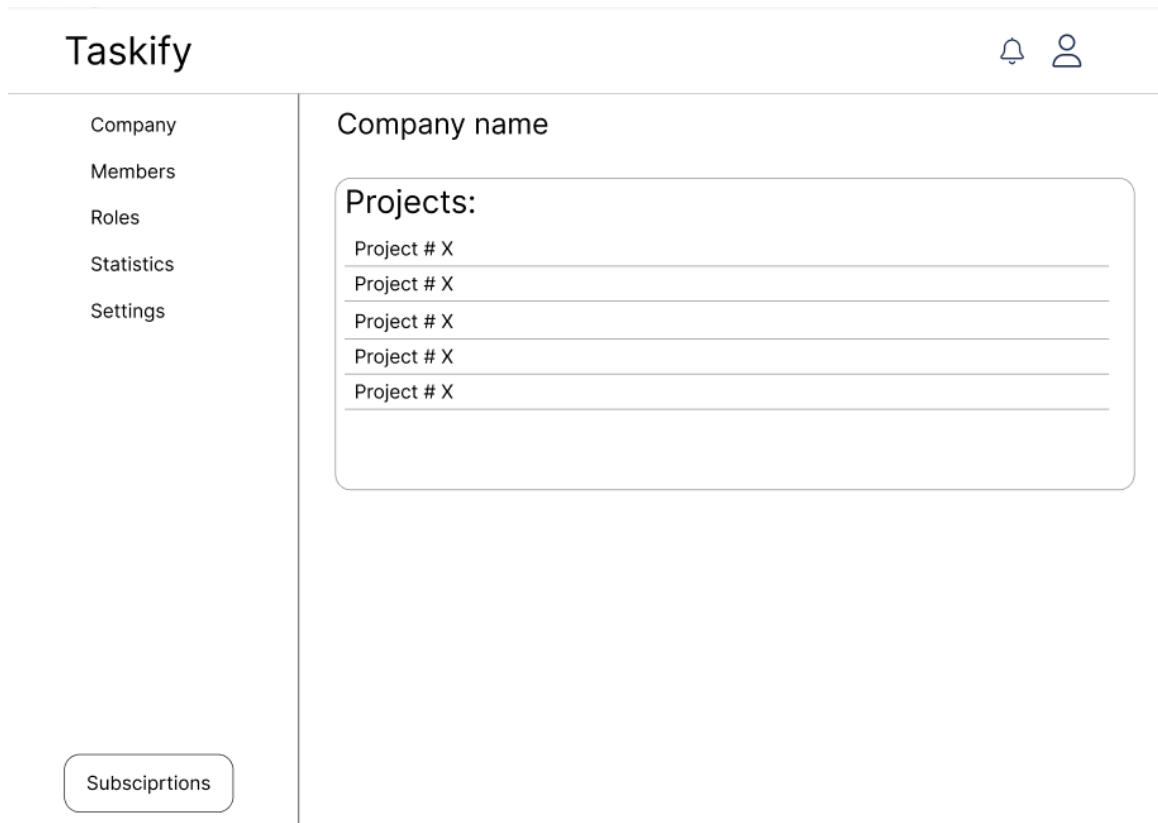 Taskify
Company
Members
Roles
Statistics
Settings
Subsciprtions
Company name
Projects:
Project # X
Project # X
Project # X
Project # X
Project # X